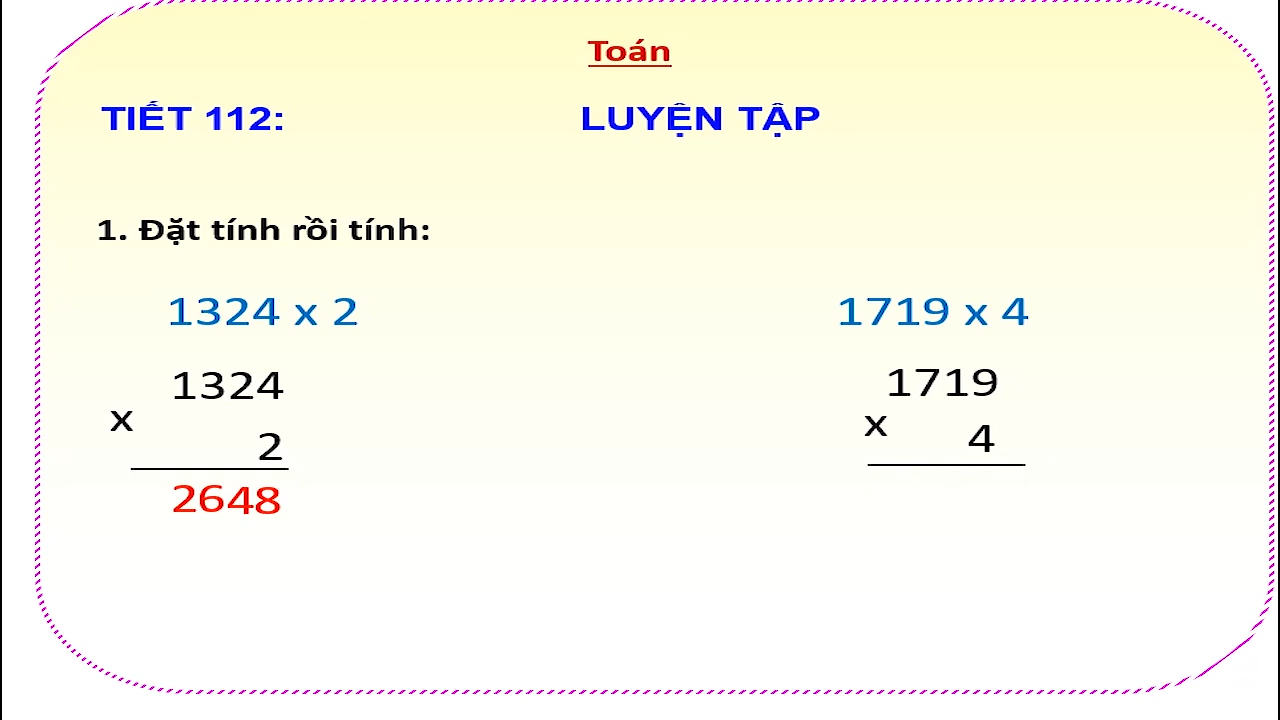 Toán
TIẾT 112: LUYỆN TẬP
1. Đặt tính rồi tính:
1324 x 2 1719 x 4
1324 1719
x x
2 4
2648